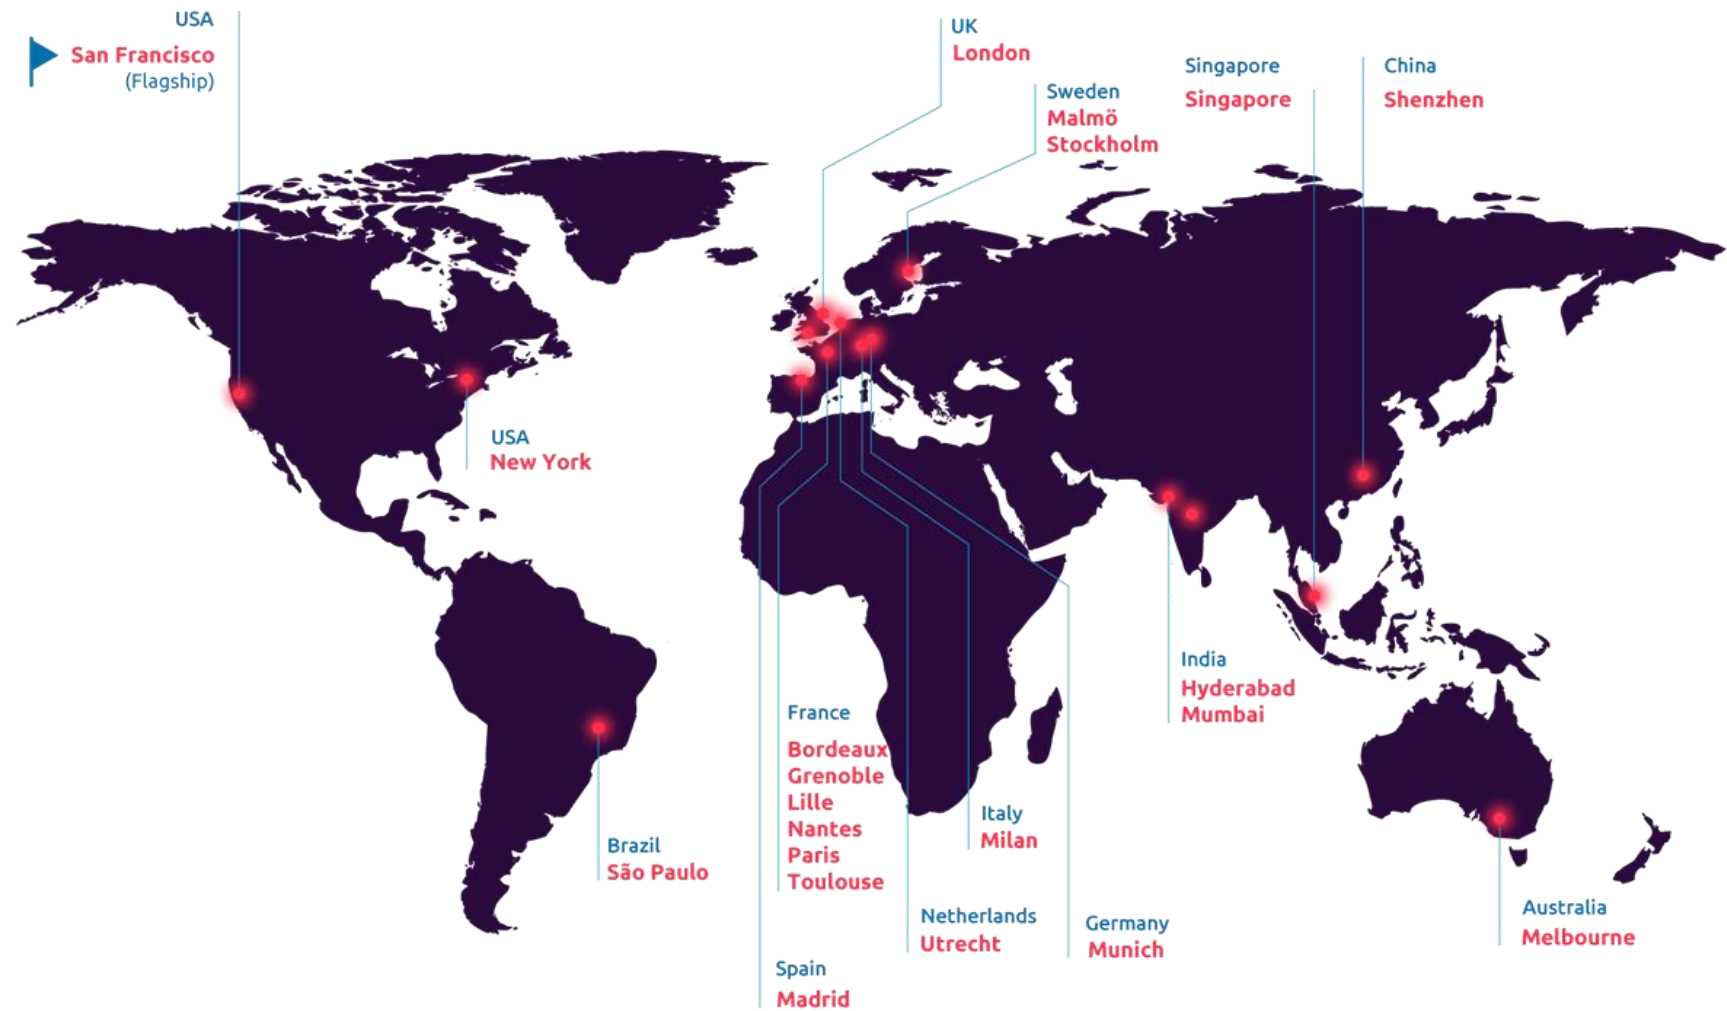 USA
San Francisco
(Flagship)
UK
London
Sweden
Malmö
Stockholm
Singapore
Singapore
China
Shenzhen
USA
New York
India
Hyderabad
Mumbai
France
Bordeaux
Grenoble
Lille
Nantes
Paris
Toulouse
Italy
Milan
Brazil
São Paulo
Netherlands
Utrecht
Germany
Munich
Australia
Melbourne
Spain
Madrid